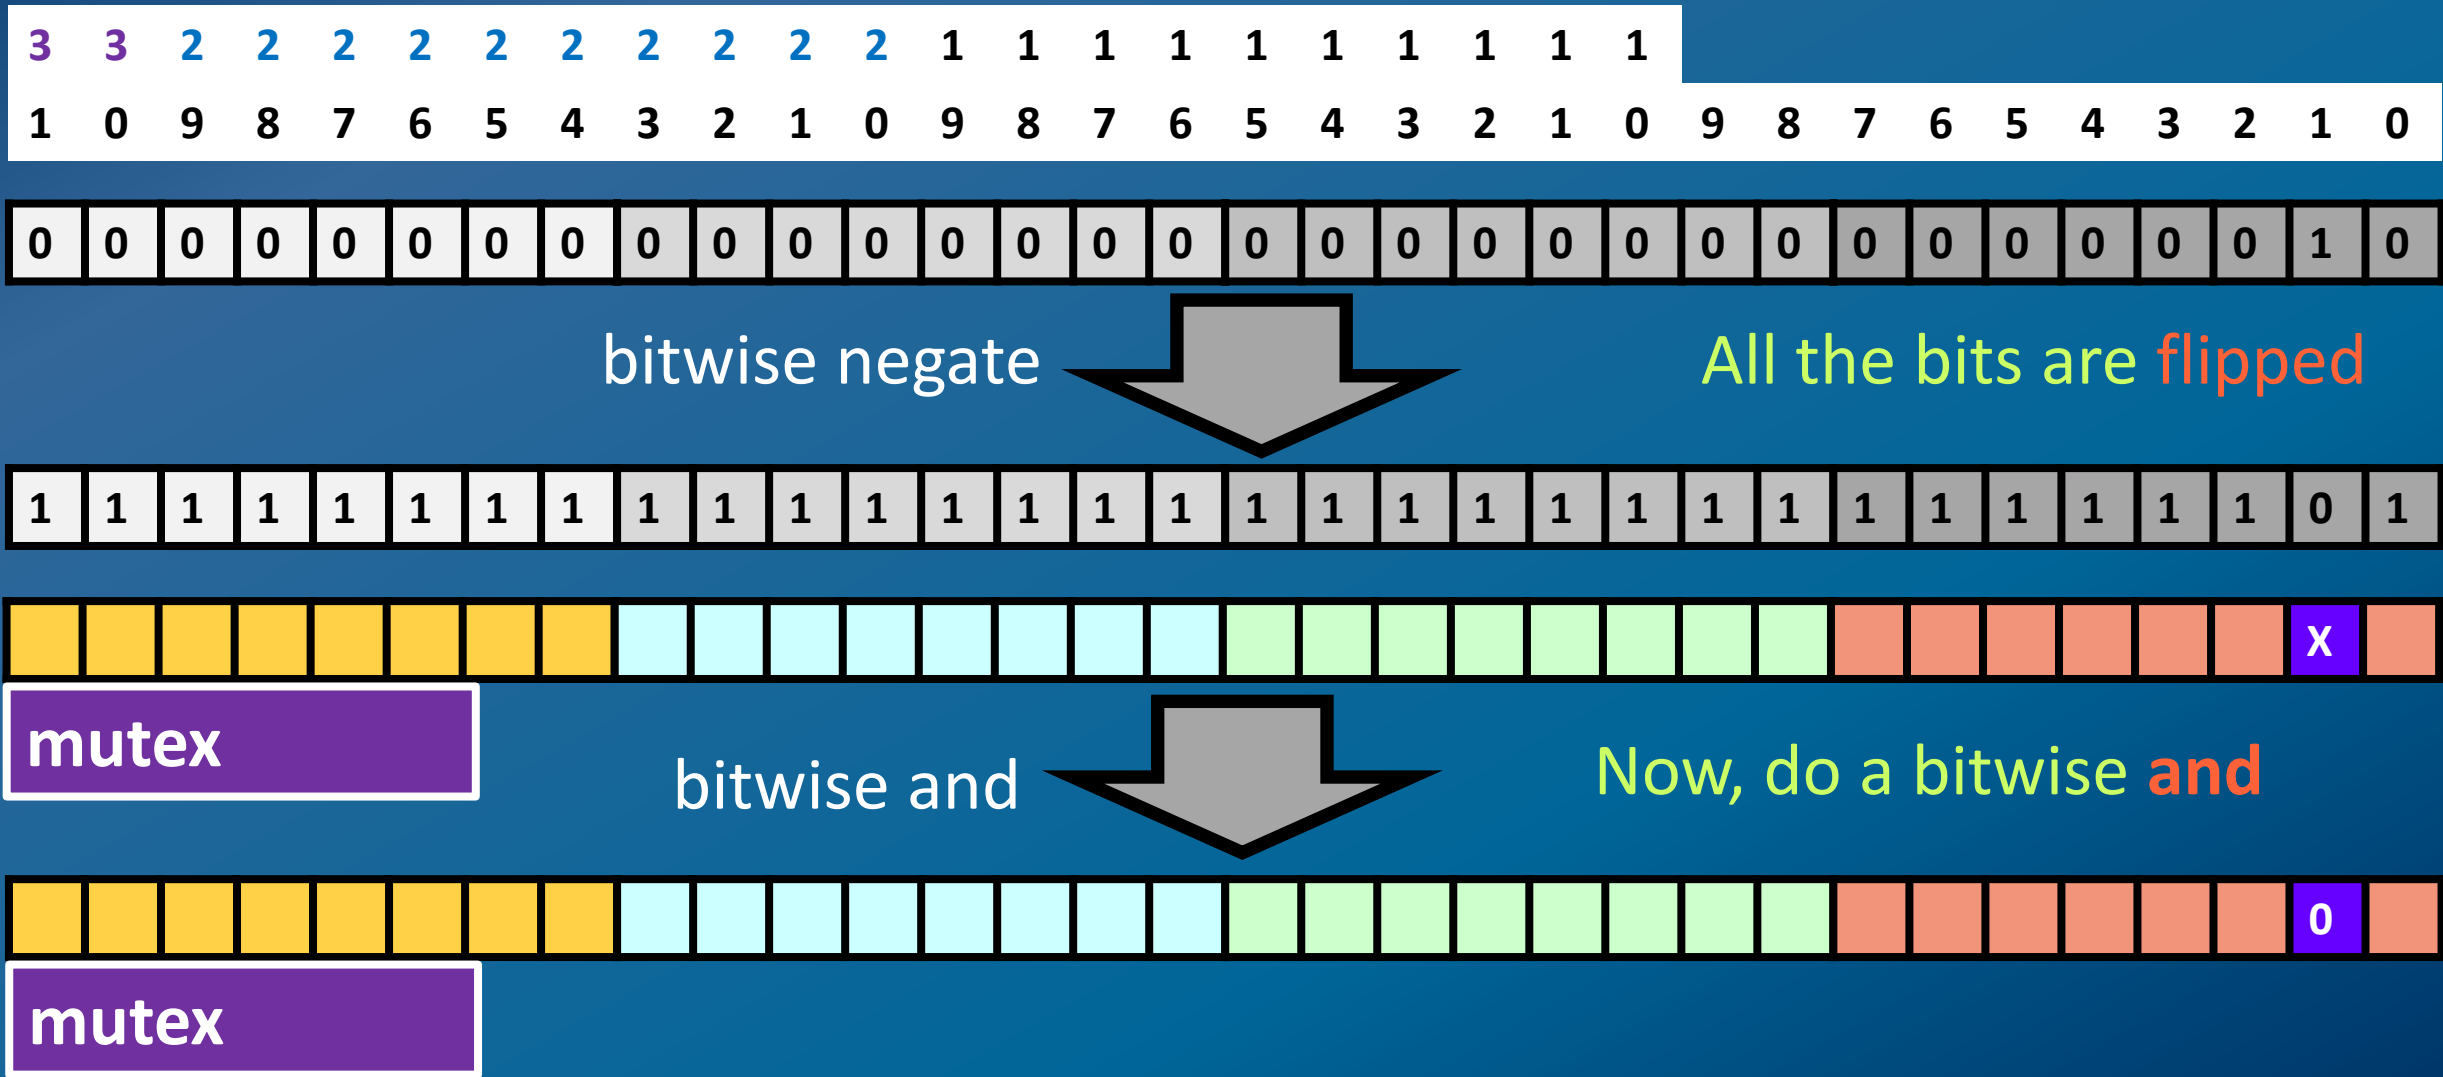 3 3 2 2 2 2 2 2 2 2 2 2 1 1 1 1 1 1 1 1 1 1
1 0 9 8 7 6 5 4 3 2 1 0 9 8 7 6 5 4 3 2 1 0 9 8 7 6 5 4 3 2 1 0
0 0 0 0 0 0 0 0 0 0 0 0 0 0 0 0 0 0 0 0 0 0 0 0 0 0 0 0 0 0 1 0
bitwise negate All the bits are flipped
1 1 1 1 1 1 1 1 1 1 1 1 1 1 1 1 1 1 1 1 1 1 1 1 1 1 1 1 1 1 0 1
X
mutex
bitwise and Now, do a bitwise and
0
mutex